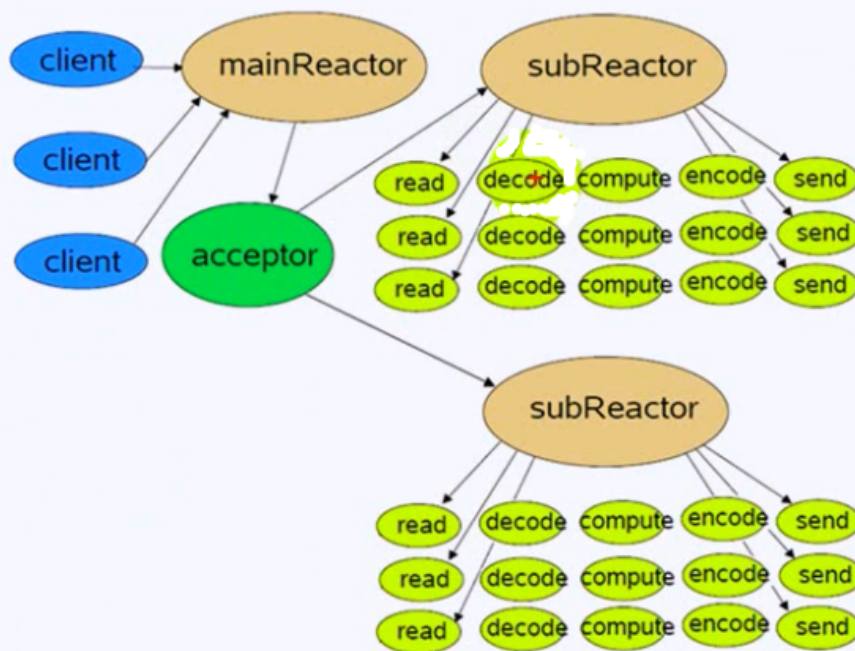 client
mainReactor
subReactor
client
read decode compute encode send
client
acceptor
read decode compute encode send
read decode compute encode send
subReactor
read decode compute encode send
read decode compute encode send
read decode compute encode send